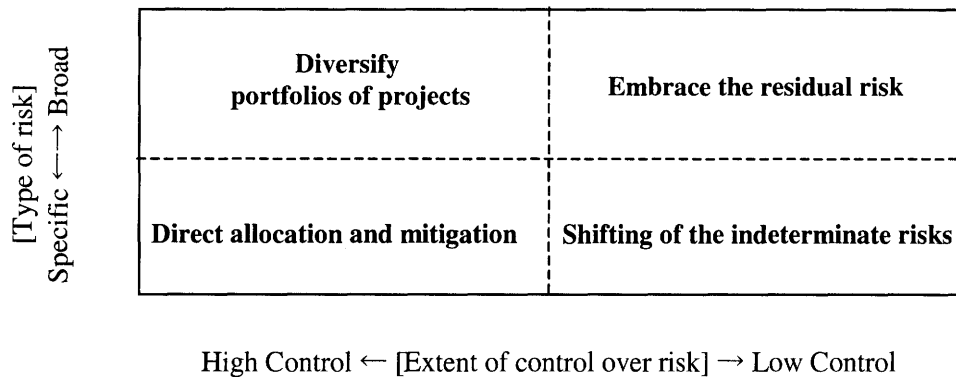 [Type of risk]
Specific ←→ Broad
Diversify
portfolios of projects
Embrace the residual risk
Direct allocation and mitigation
Shifting of the indeterminate risks
High Control ← [Extent of control over risk] → Low Control